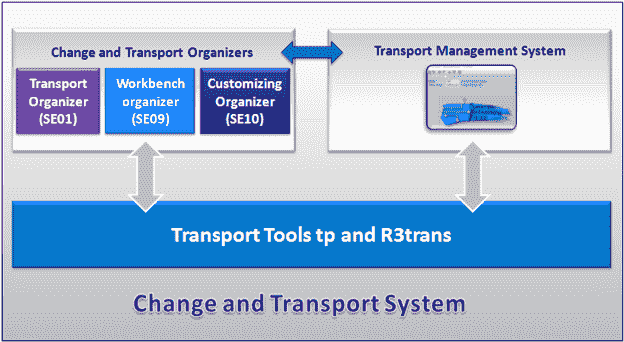 Change and Transport Organizers
Transport Management System
Transport
Organizer
(SE01)
Workbench
organizer
(SE09)
Customizing
Organizer
(SE10)
Transport Tools tp and R3trans
Change and Transport System